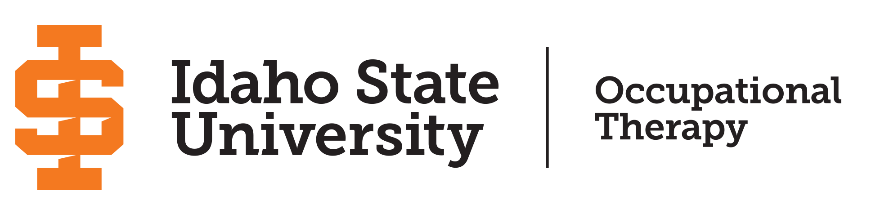 Idaho State
University
Occupational
Therapy